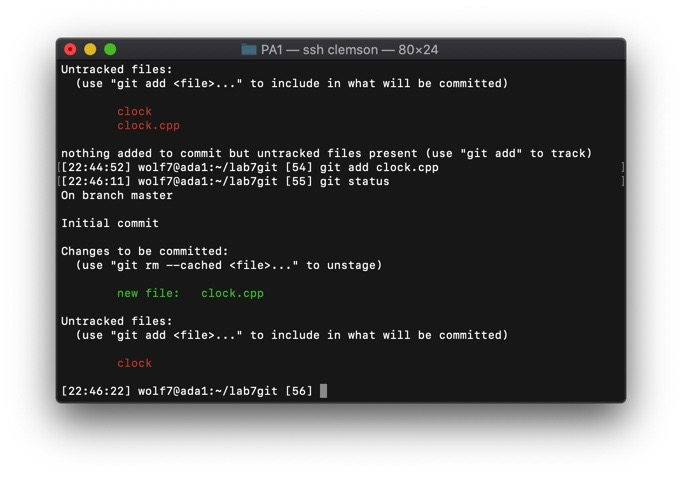 PA1 — ssh clemson — 80×24
Untracked files:
  (use "git add <file>..." to include in what will be committed)
        clock
        clock.cpp
nothing added to commit but untracked files present (use "git add" to track)
[[22:44:52] wolf7@ada1:~/lab7git [54] git add clock.cpp ]
[[22:46:11] wolf7@ada1:~/lab7git [55] git status ]
On branch master
Initial commit
Changes to be committed:
  (use "git rm --cached <file>..." to unstage)
        new file:   clock.cpp
Untracked files:
  (use "git add <file>..." to include in what will be committed)
        clock
[22:46:22] wolf7@ada1:~/lab7git [56]